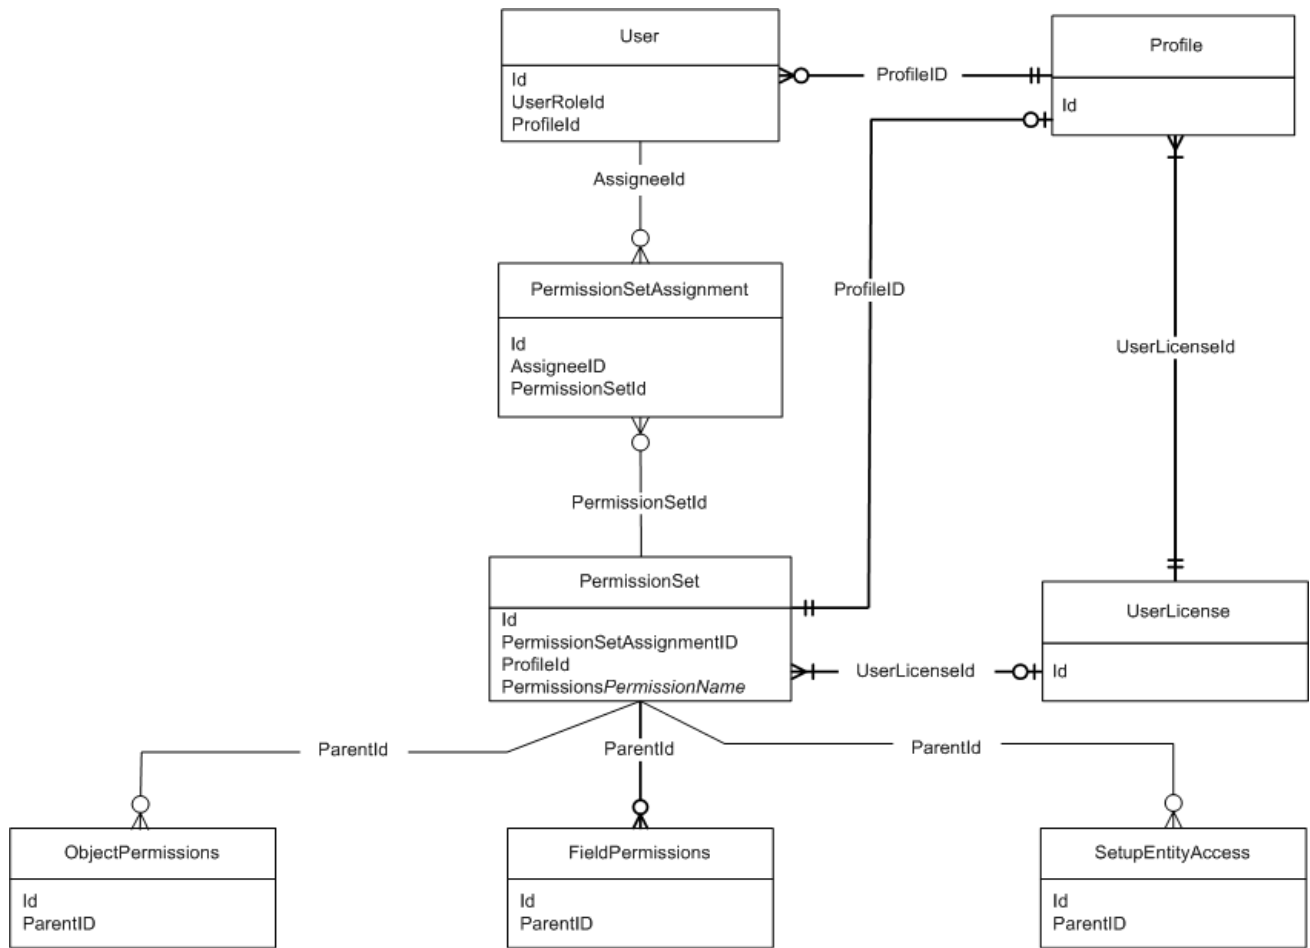 User
Id
UserRoleId
ProfileId
ProfileID
Profile
Id
AssigneeId
PermissionSetAssignment
Id
AssigneeID
PermissionSetId
ProfileID
UserLicenseId
PermissionSetId
PermissionSet
Id
PermissionSetAssignmentID
ProfileId
PermissionsPermissionName
UserLicenseId
UserLicense
Id
ParentId
ParentId
ParentId
ObjectPermissions
Id
ParentID
FieldPermissions
Id
ParentID
SetupEntityAccess
Id
ParentID